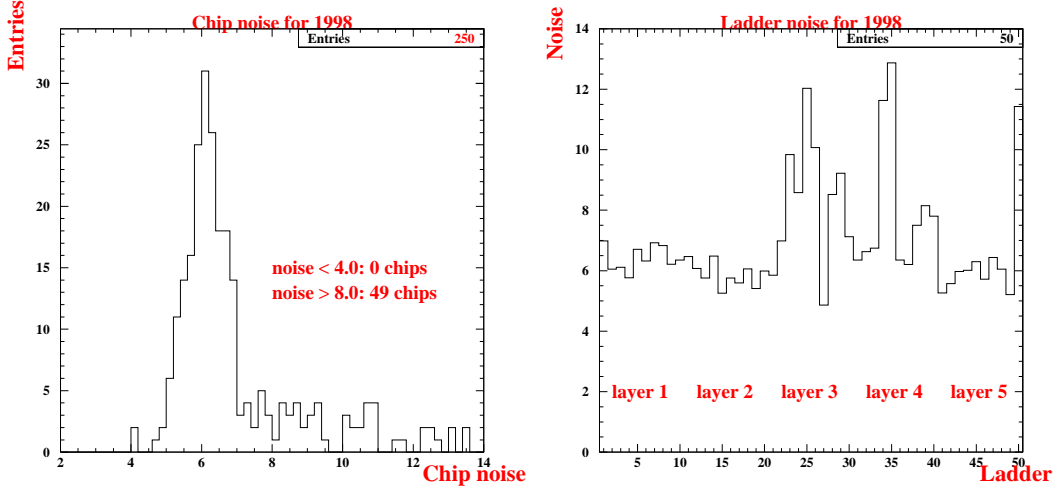 Chip noise for 1998
Entries 250
Entries
30
25
20
15
10
5
0
noise < 4.0: 0 chips
noise > 8.0: 49 chips
2 4 6 8 10 12 14
Chip noise
Ladder noise for 1998
Entries 50
Noise
14
12
10
8
6
4
2
0
layer 1 layer 2 layer 3 layer 4 layer 5
5 10 15 20 25 30 35 40 45 50
Ladder